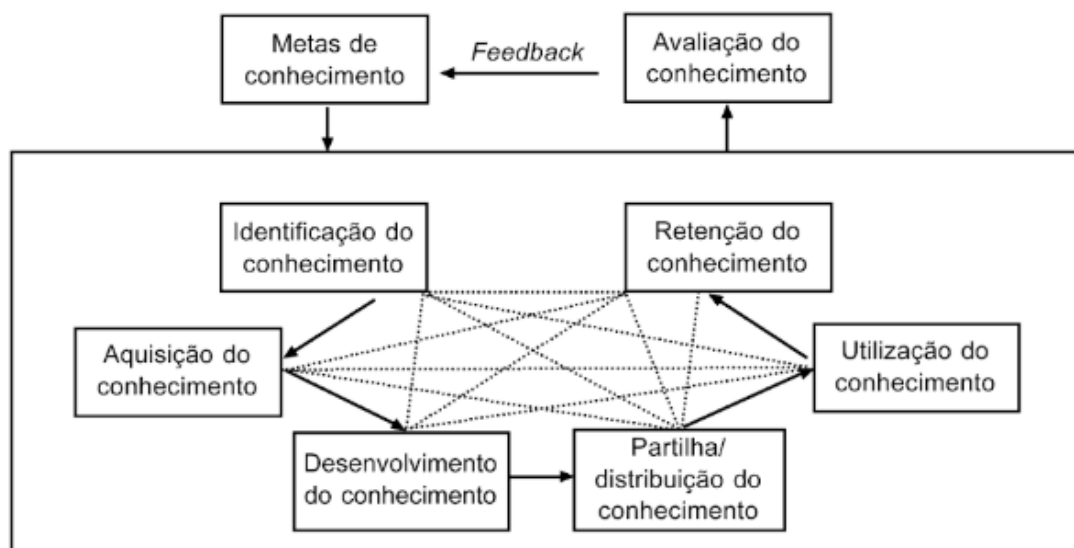 Metas de
conhecimento
Feedback
Avaliação do
conhecimento
Identificação do
conhecimento
Retenção do
conhecimento
Aquisição do
conhecimento
Utilização do
conhecimento
Desenvolvimento
do conhecimento
Partilha/
distribuição do
conhecimento